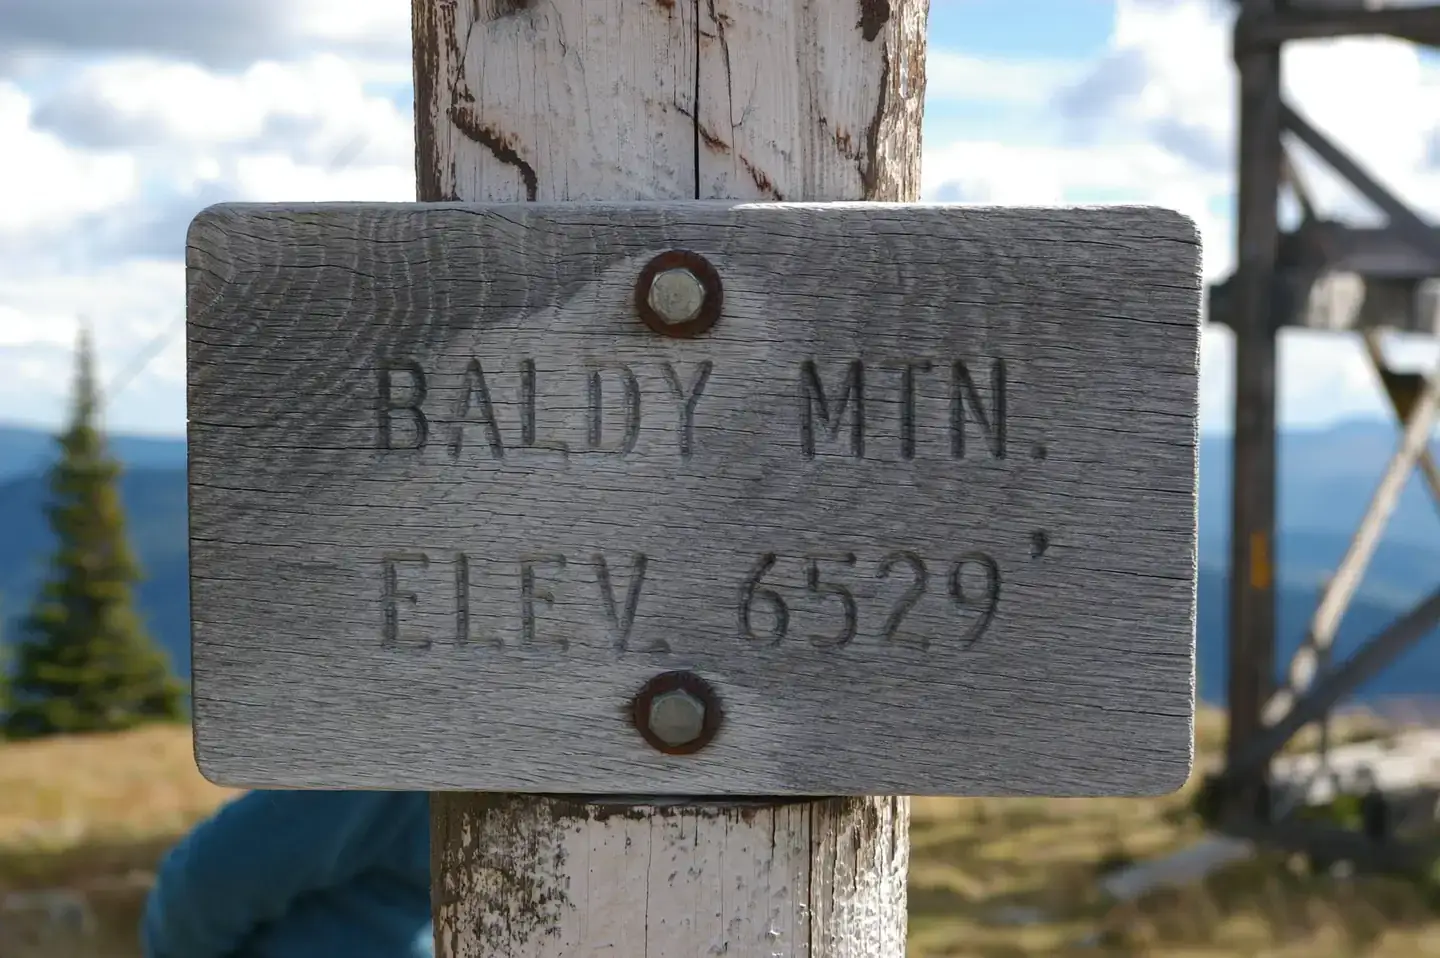 BALDY MTN.
ELEV. 6529'